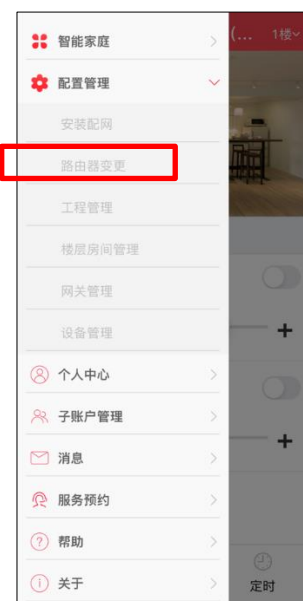 智能家庭
(... 1楼
配置管理
安装配网
路由器变更
工程管理
楼层房间管理
网关管理
设备管理
个人中心
子账户管理
消息
服务预约
帮助
关于
定时